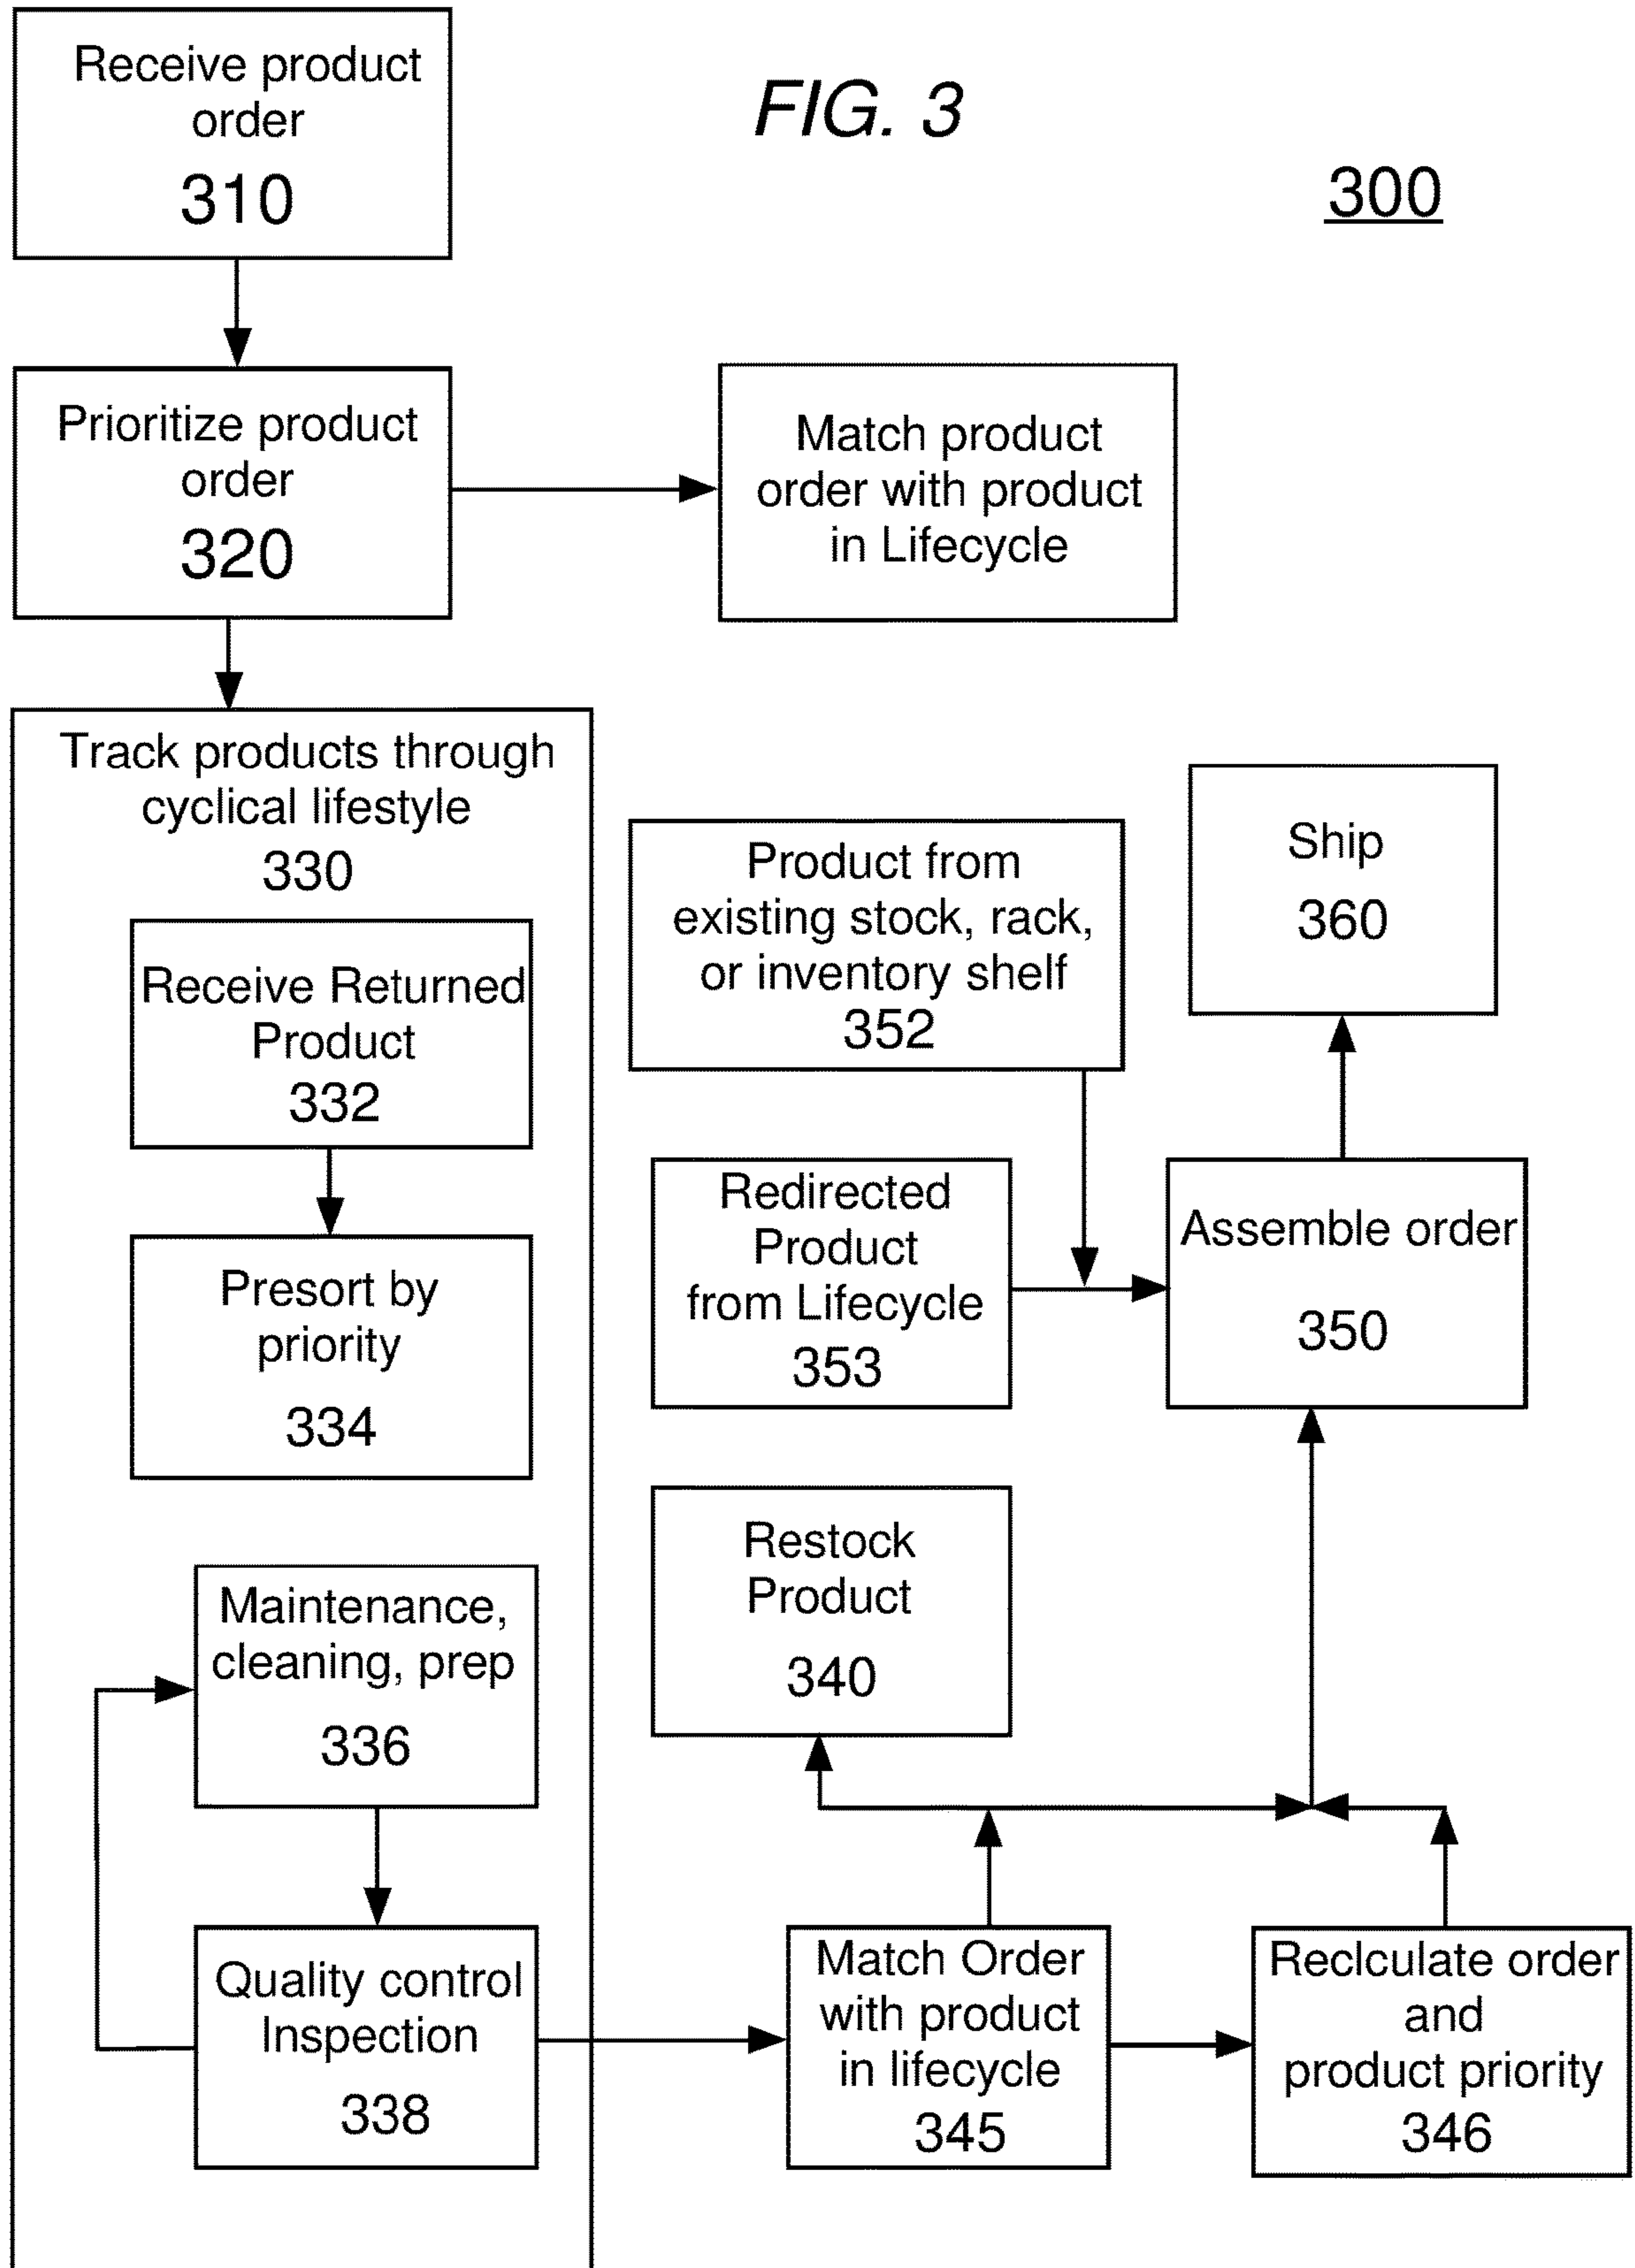 Receive product
order
310
FIG. 3
300
Prioritize product
order
320
Match product
order with product
in Lifecycle
Track products through
cyclical lifestyle
330
Receive Returned
Product
332
Presort by
priority
334
Maintenance,
cleaning, prep
336
Quality control
Inspection
338
Product from
existing stock, rack,
or inventory shelf
352
Ship
360
Redirected
Product
from Lifecycle
353
Assemble order
350
Restock
Product
340
Match Order
with product
in lifecycle
345
Reclculate order
and
product priority
346